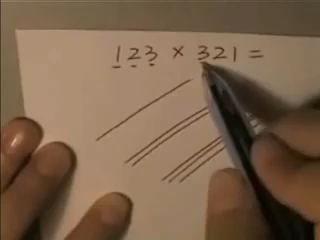 123 × 321 =